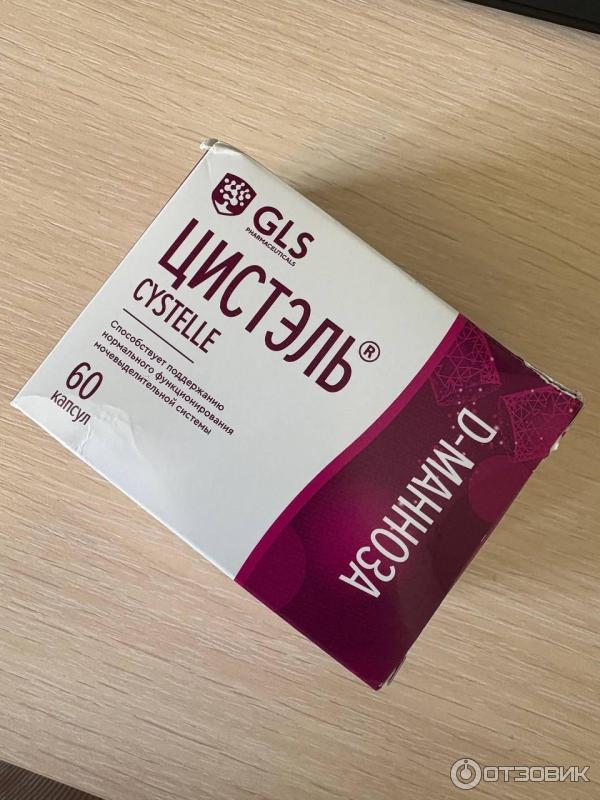 GLS
PHARMACEUTICALS
ЦИСТЭЛЬ®
CYSTELLE
Способствует поддержанию
нормального функционирования
мочевыделительной системы
60
капсул
D-МАННОЗА
ОТЗОВИК